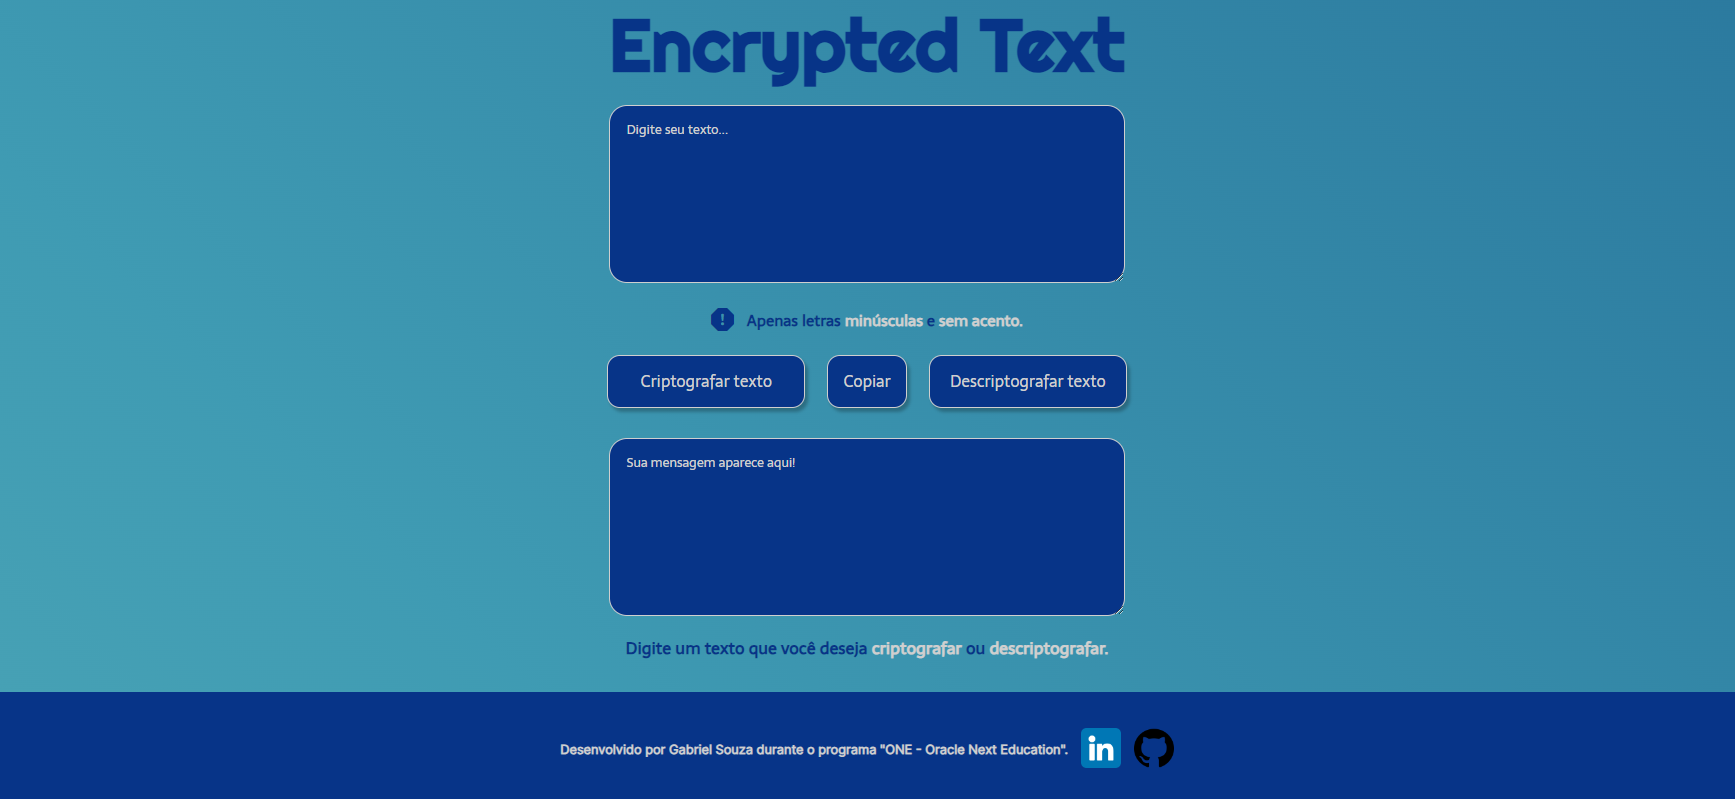 Encrypted Text
Digite seu texto...
! Apenas letras minúsculas e sem acento.
Criptografar texto
Copiar
Descriptografar texto
Sua mensagem aparece aqui!
Digite um texto que você deseja criptografar ou descriptografar.
Desenvolvido por Gabriel Souza durante o programa "ONE - Oracle Next Education".
in